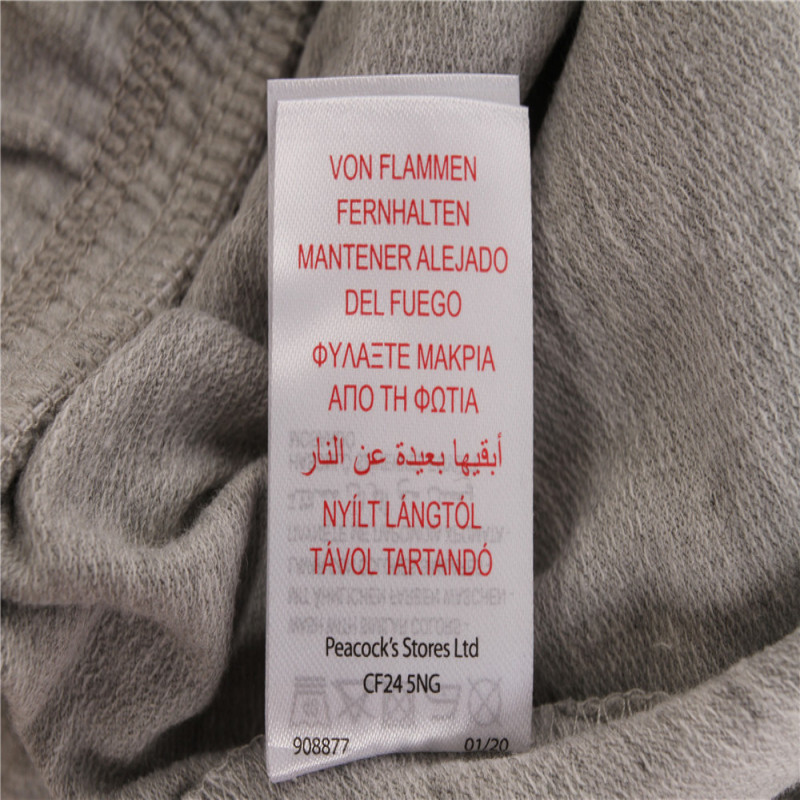 VON FLAMMEN
FERNHALTEN
MANTENER ALEJADO
DEL FUEGO
ΦΥΛΑΞΤΕ ΜΑΚΡΙΑ
ΑΠΟ ΤΗ ΦΩΤΙΑ
أبقيها بعيدة عن النار
NYÍLT LÁNGTÓL
TÁVOL TARTANDÓ
Peacock's Stores Ltd
CF24 5NG
908877 01/20